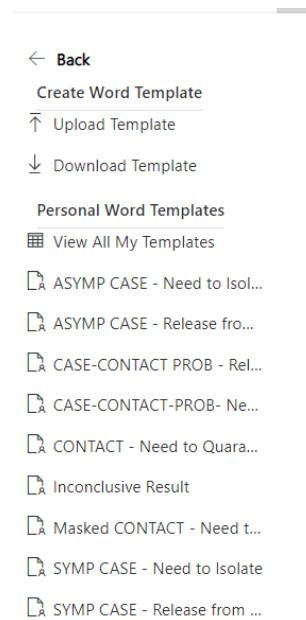 Back
Create Word Template
Upload Template
Download Template
Personal Word Templates
View All My Templates
ASYMP CASE - Need to Isol...
ASYMP CASE - Release fro...
CASE-CONTACT PROB - Rel...
CASE-CONTACT-PROB- Ne...
CONTACT - Need to Quara...
Inconclusive Result
Masked CONTACT - Need t...
SYMP CASE - Need to Isolate
SYMP CASE - Release from ...